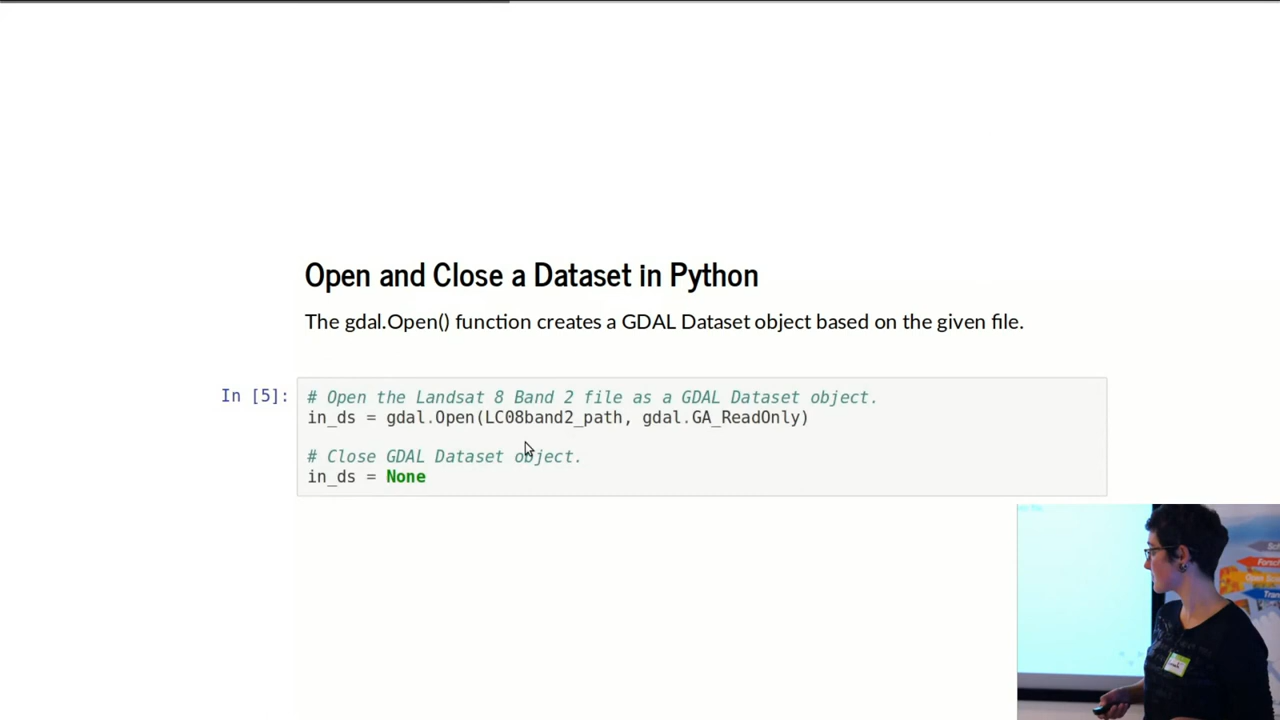 Open and Close a Dataset in Python
The gdal.Open() function creates a GDAL Dataset object based on the given file.
In [5]:
# Open the Landsat 8 Band 2 file as a GDAL Dataset object.
in_ds = gdal.Open(LC08band2_path, gdal.GA_ReadOnly)
# Close GDAL Dataset object.
in_ds = None